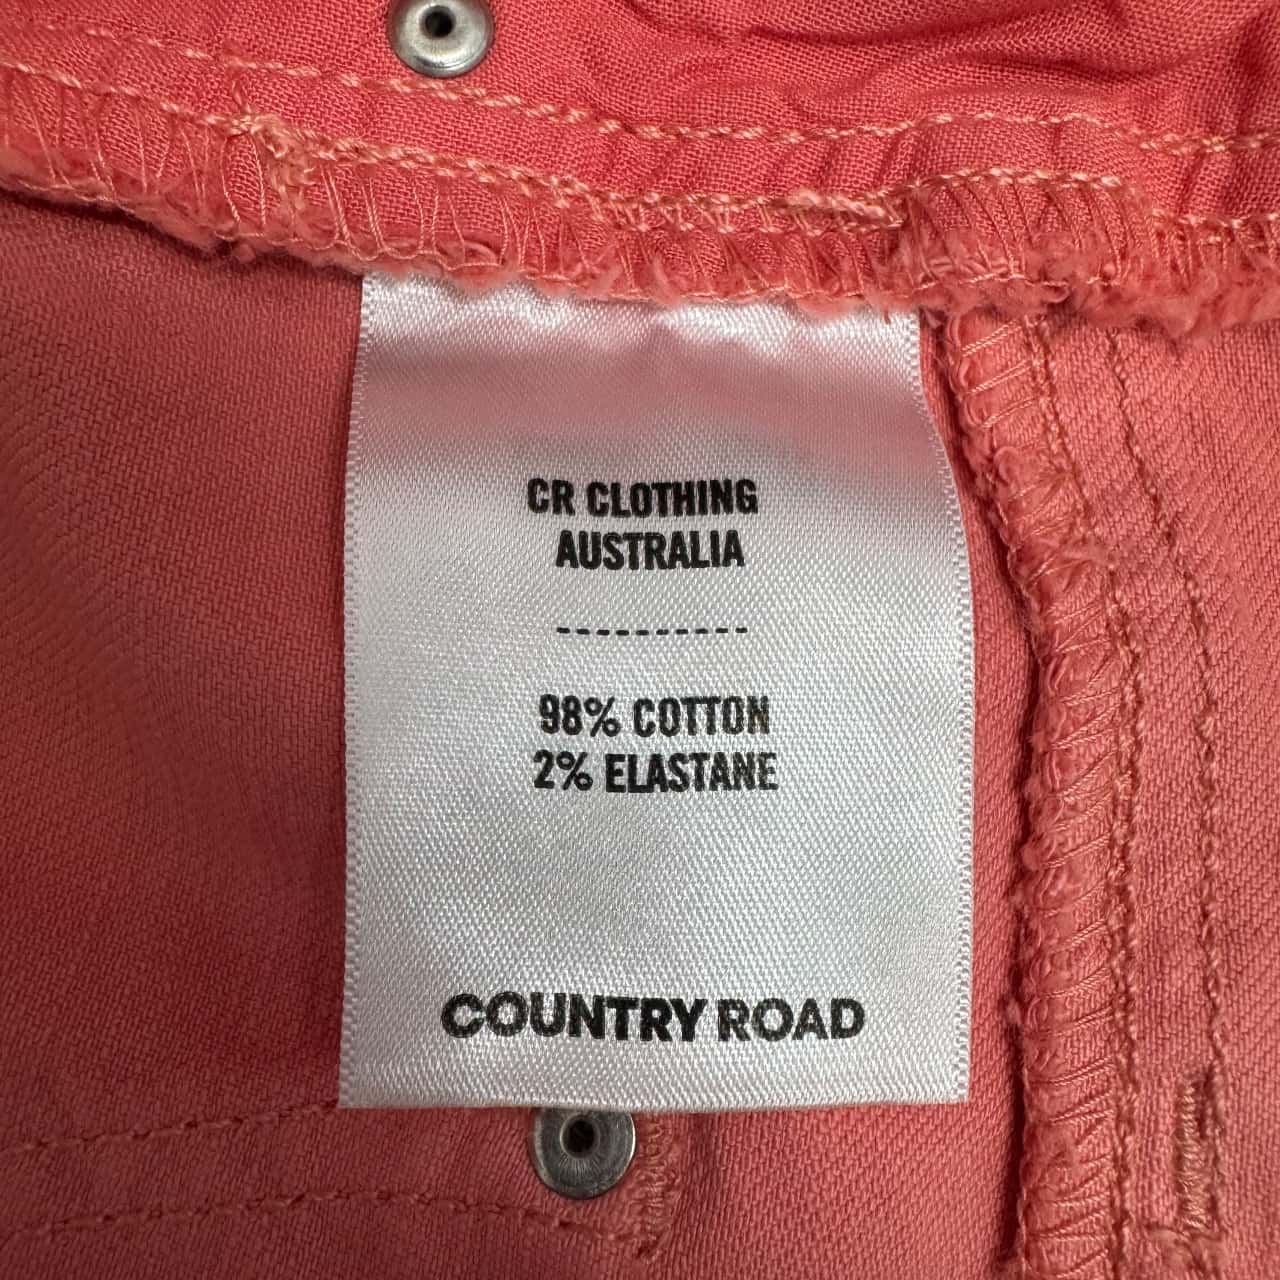 CR CLOTHING
AUSTRALIA
----------
98% COTTON
2% ELASTANE
COUNTRY ROAD